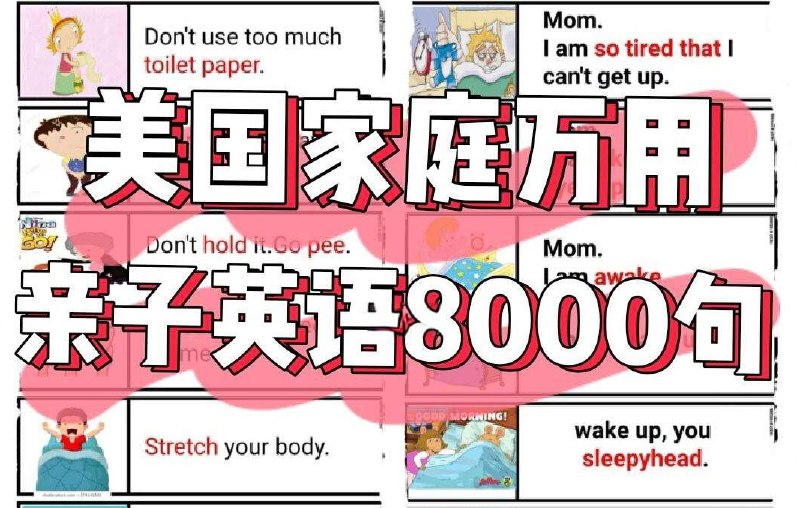 Don't use too much
toilet paper.
Mom.
I am so tired that I
can't get up.
美国家庭万用
Don't hold it.Go pee.
Mom.
I am awake
亲子英语8000句
Stretch your body.
GOOD MORNING!
wake up, you
sleepyhead.